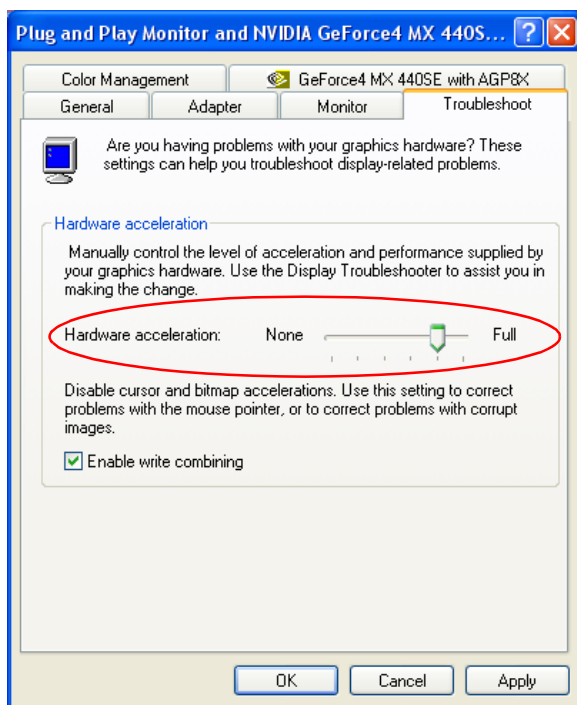 Plug and Play Monitor and NVIDIA GeForce4 MX 440S... ?
Color Management
GeForce4 MX 440SE with AGP8X
General
Adapter
Monitor
Troubleshoot
Are you having problems with your graphics hardware? These
settings can help you troubleshoot display-related problems.
Hardware acceleration
Manually control the level of acceleration and performance supplied by
your graphics hardware. Use the Display Troubleshooter to assist you in
making the change.
Hardware acceleration: None Full
Disable cursor and bitmap accelerations. Use this setting to correct
problems with the mouse pointer, or to correct problems with corrupt
images.
Enable write combining
OK
Cancel
Apply